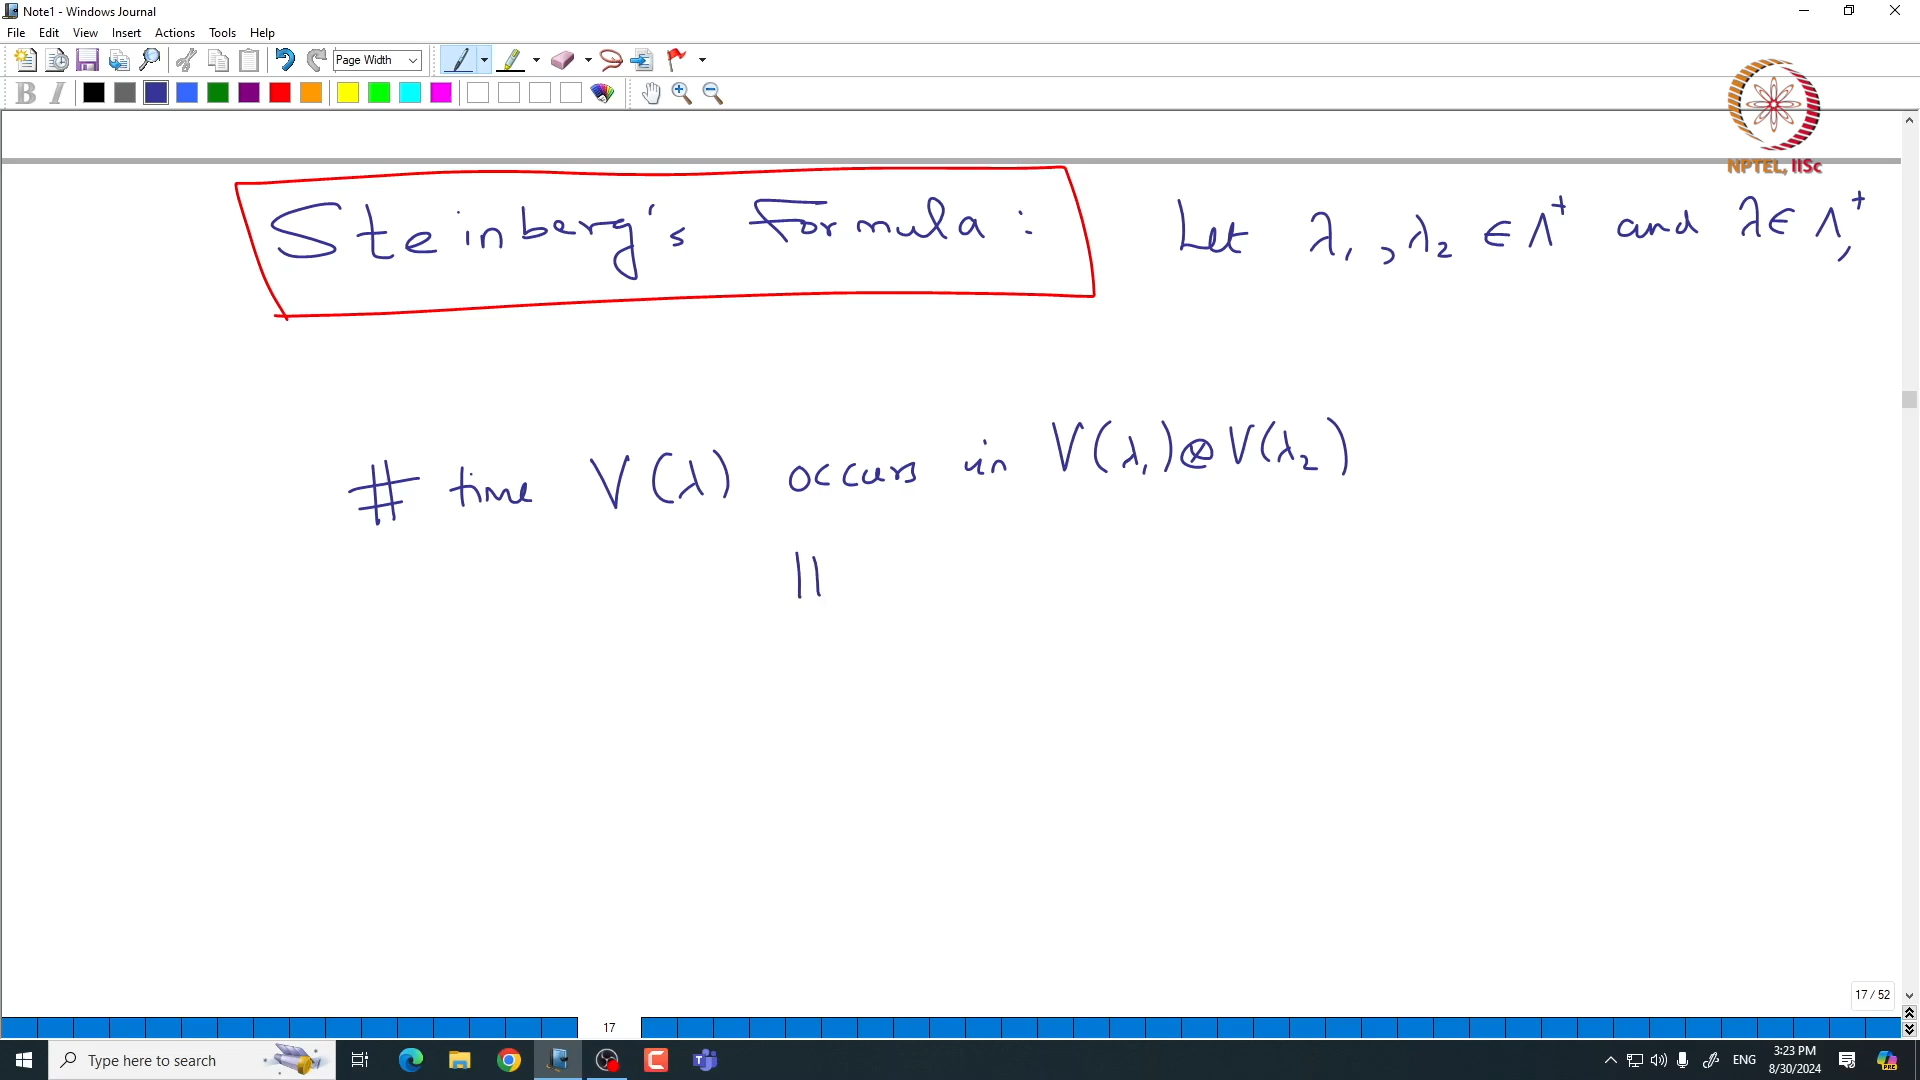 Note1 - Windows Journal
File Edit View Insert Actions Tools Help
Page Width
B I
NPTEL, IISc
Steinberg's Formula : Let λ₁, λ₂ ∈ Λ⁺ and λ ∈ Λ⁺,
# time V(λ) occurs in V(λ₁)⊗V(λ₂)
||
17 / 52
17
Type here to search
ENG
3:23 PM
8/30/2024